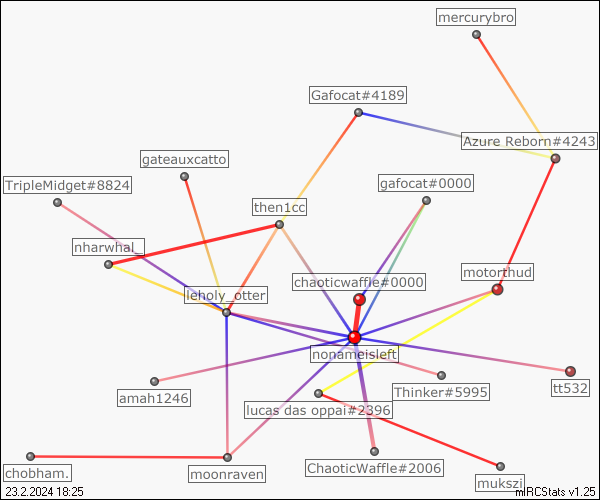 mercurybro
Gafocat#4189
Azure Reborn#4243
gateauxcatto
TripleMidget#8824
gafocat#0000
then1cc
nharwhal_
motorthud
chaoticwaffle#0000
leholy_otter
nonameisleft
tt532
amah1246
Thinker#5995
lucas das oppai#2396
chobham.
moonraven
ChaoticWaffle#2006
mukszi
23.2.2024 18:25
mIRCStats v1.25